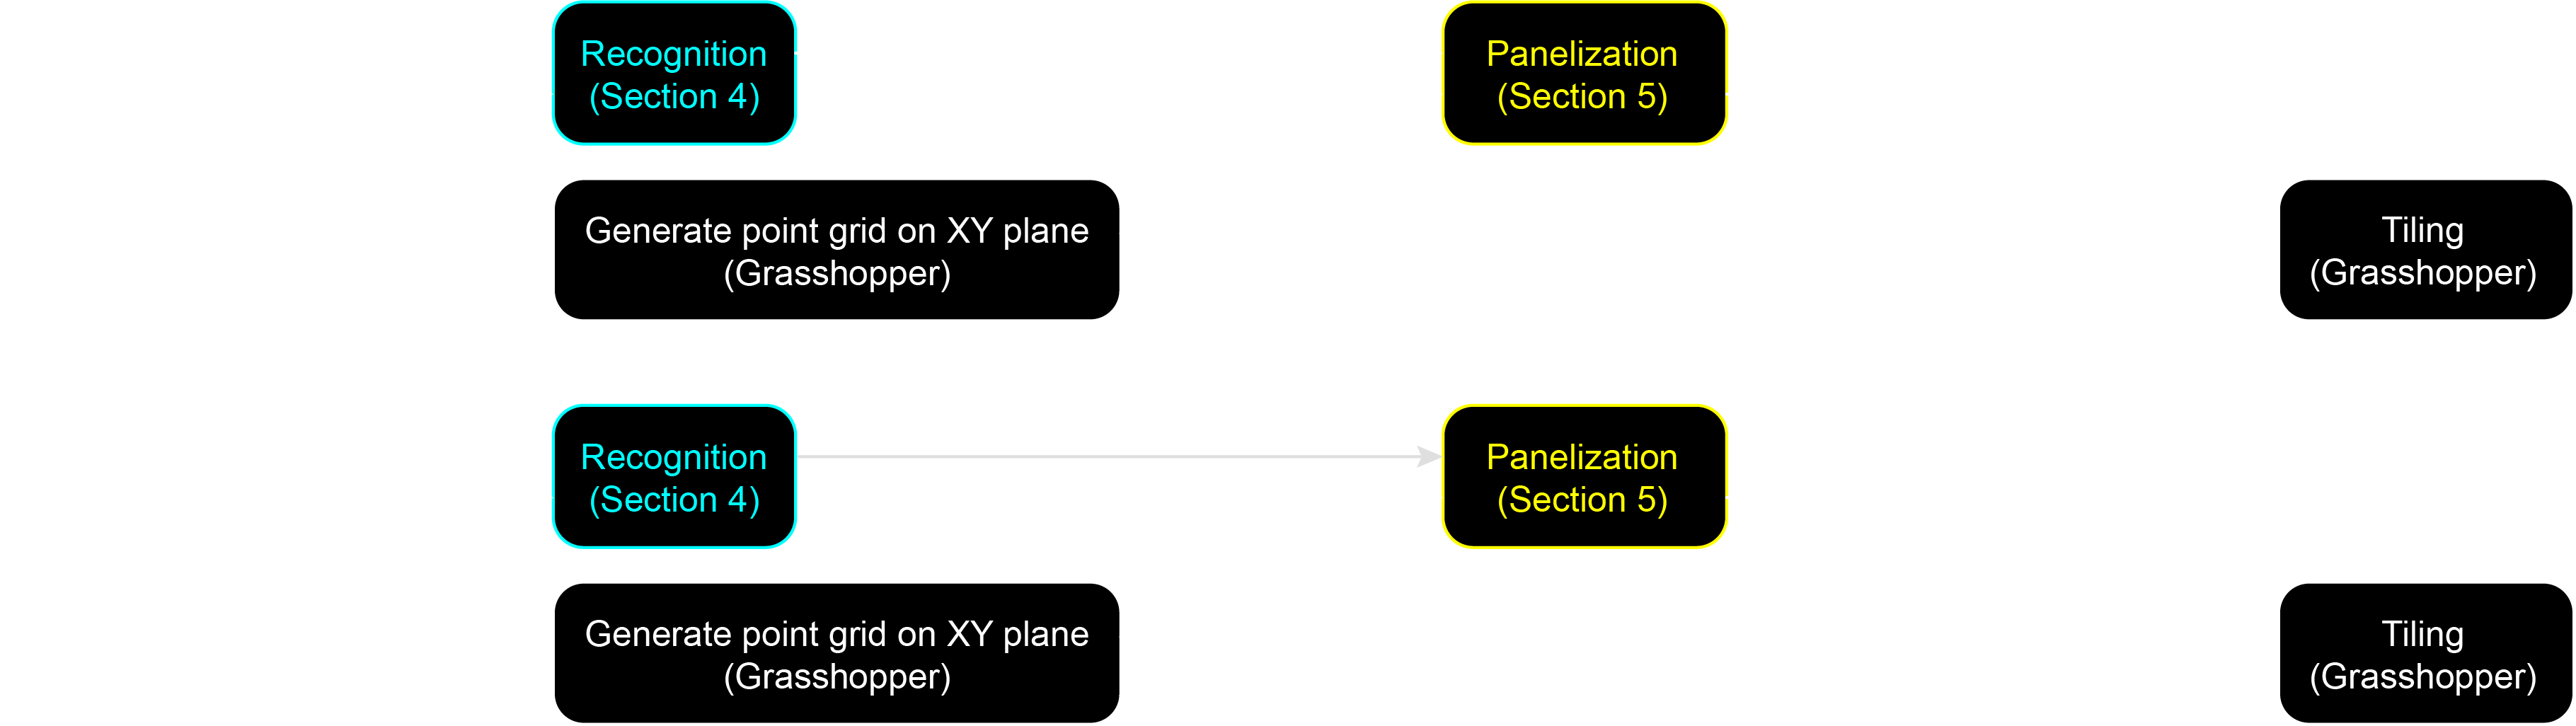 Recognition
(Section 4)
Panelization
(Section 5)
Generate point grid on XY plane
(Grasshopper)
Tiling
(Grasshopper)
Recognition
(Section 4)
Panelization
(Section 5)
Generate point grid on XY plane
(Grasshopper)
Tiling
(Grasshopper)